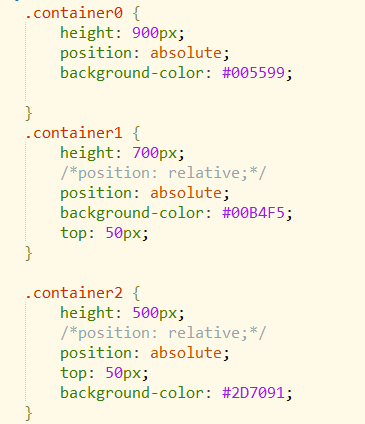 .container0 {
    height: 900px;
    position: absolute;
    background-color: #005599;

}
.container1 {
    height: 700px;
    /*position: relative;*/
    position: absolute;
    background-color: #00B4F5;
    top: 50px;
}

.container2 {
    height: 500px;
    /*position: relative;*/
    position: absolute;
    top: 50px;
    background-color: #2D7091;
}